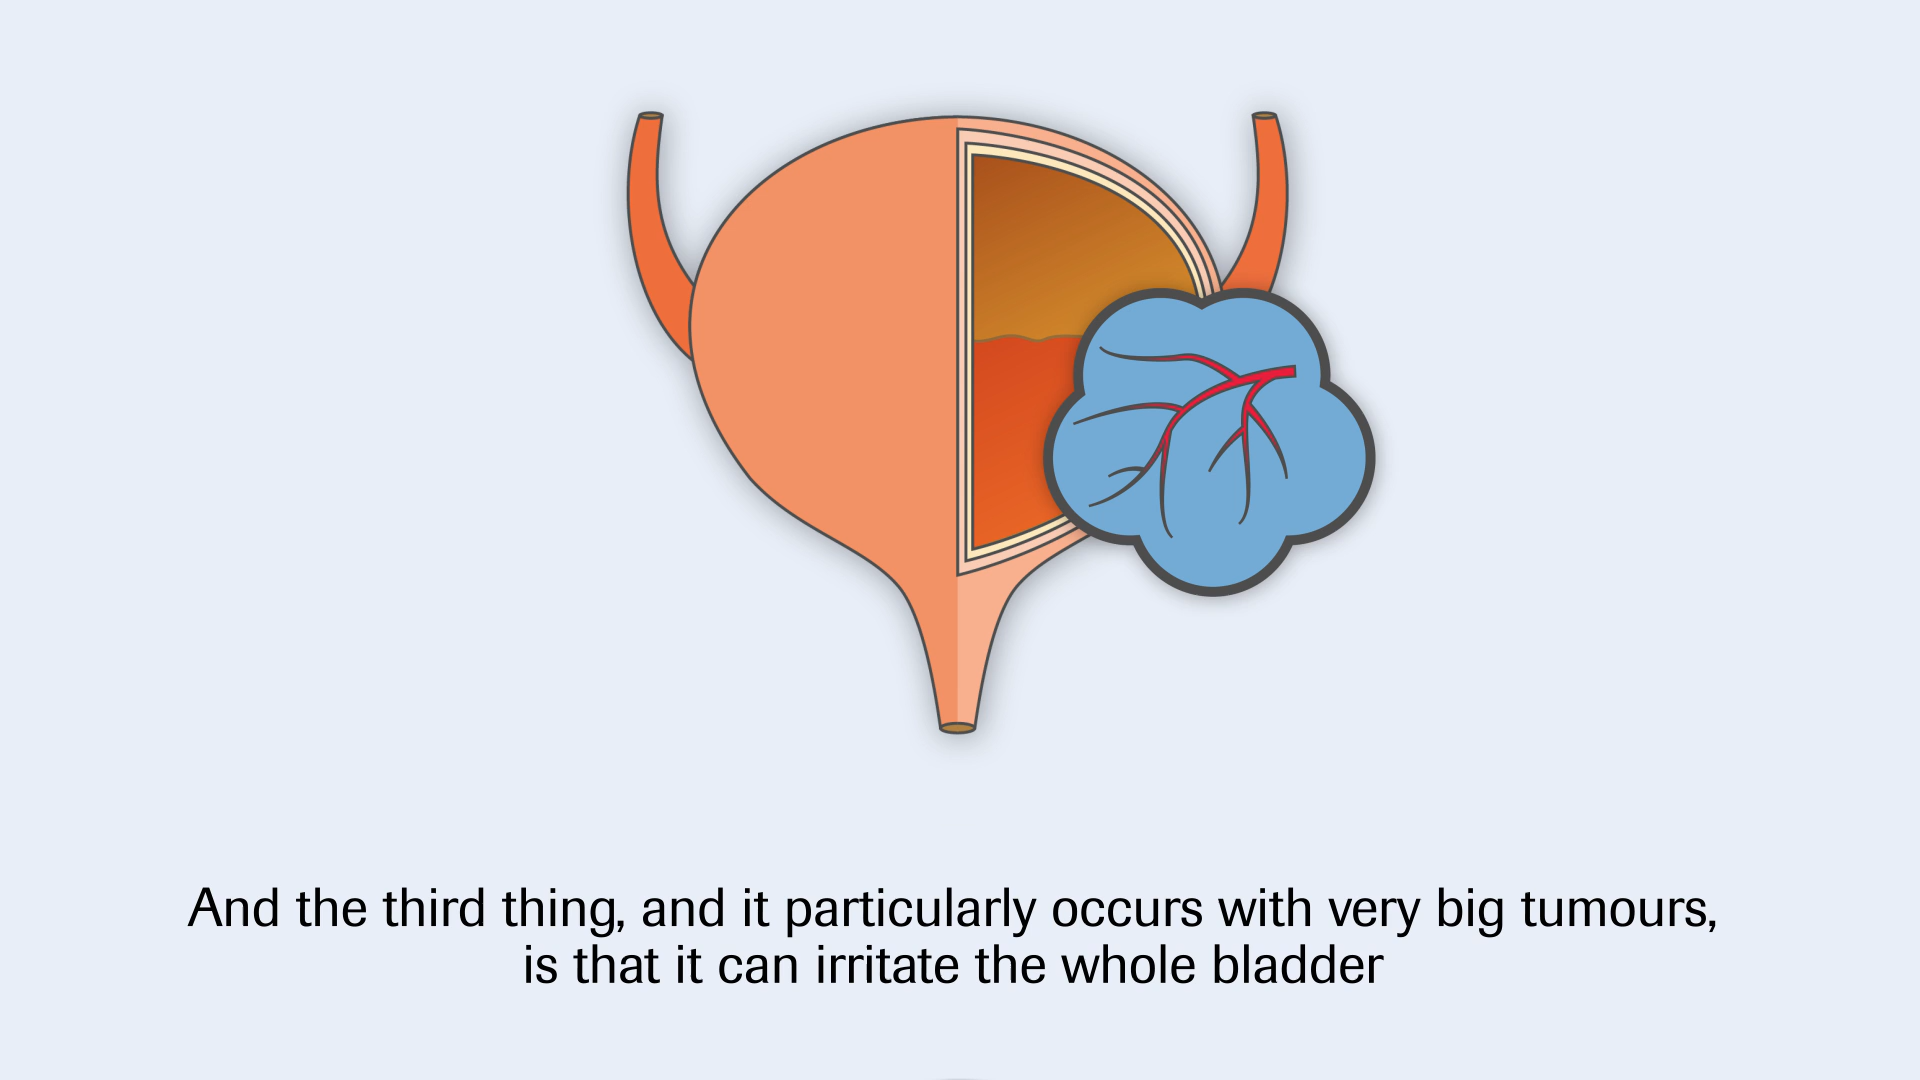 And the third thing, and it particularly occurs with very big tumours,
is that it can irritate the whole bladder